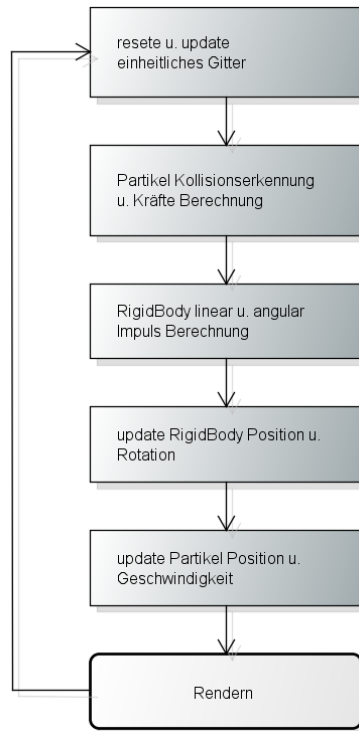 resete u. update
einheitliches Gitter
Partikel Kollisionserkennung
u. Kräfte Berechnung
RigidBody linear u. angular
Impuls Berechnung
update RigidBody Position u.
Rotation
update Partikel Position u.
Geschwindigkeit
Rendern